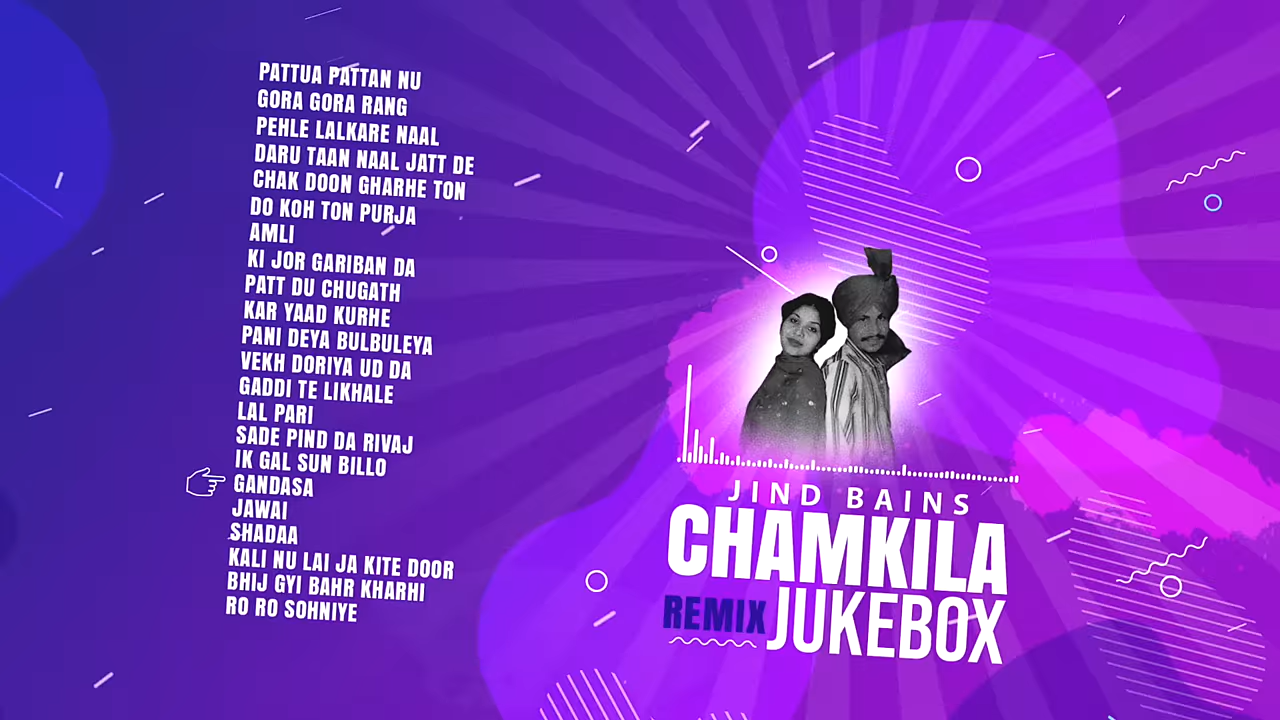 PATTUA PATTAN NU
GORA GORA RANG
PEHLE LALKARE NAAL
DARU TAAN NAAL JATT DE
CHAK DOON GHARHE TON
DO KOH TON PURJA
AMLI
KI JOR GARIBAN DA
PATT DU CHUGATH
KAR YAAD KURHE
PANI DEYA BULBULEYA
VEKH DORIYA UD DA
GADDI TE LIKHALE
LAL PARI
SADE PIND DA RIVAJ
IK GAL SUN BILLO
GANDASA
JAWAI
SHADAA
KALI NU LAI JA KITE DOOR
BHIJ GYI BAHR KHARHI
RO RO SOHNIYE
JIND BAINS
CHAMKILA
REMIX JUKEBOX